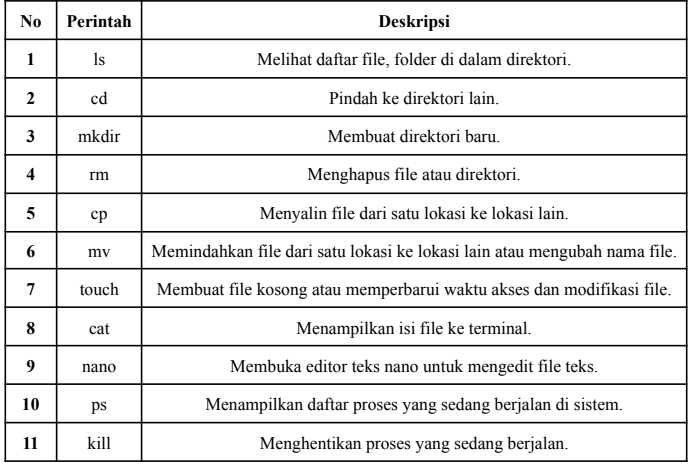 No Perintah Deskripsi
1 ls Melihat daftar file, folder di dalam direktori.
2 cd Pindah ke direktori lain.
3 mkdir Membuat direktori baru.
4 rm Menghapus file atau direktori.
5 cp Menyalin file dari satu lokasi ke lokasi lain.
6 mv Memindahkan file dari satu lokasi ke lokasi lain atau mengubah nama file.
7 touch Membuat file kosong atau memperbarui waktu akses dan modifikasi file.
8 cat Menampilkan isi file ke terminal.
9 nano Membuka editor teks nano untuk mengedit file teks.
10 ps Menampilkan daftar proses yang sedang berjalan di sistem.
11 kill Menghentikan proses yang sedang berjalan.